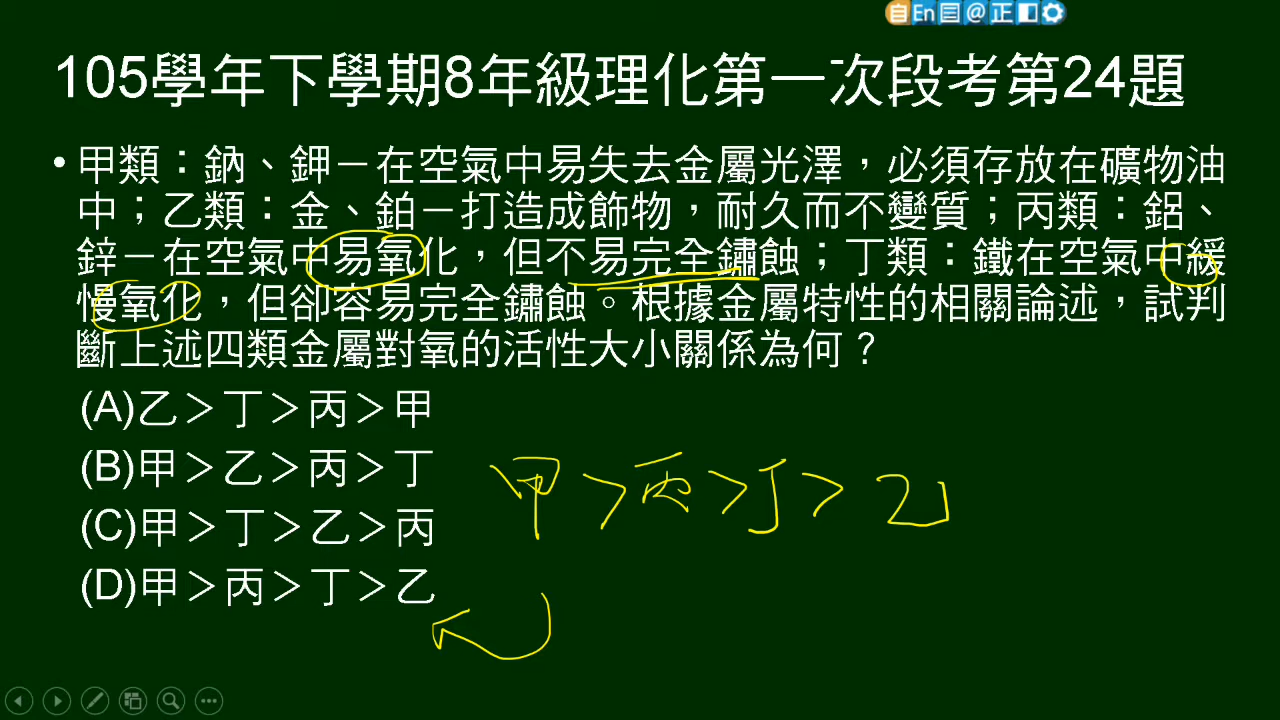 自En@正
105學年下學期8年級理化第一次段考第24題
•甲類：鈉、鉀－在空氣中易失去金屬光澤，必須存放在礦物油
中；乙類：金、鉑－打造成飾物，耐久而不變質；丙類：鋁、
鋅－在空氣中易氧化，但不易完全鏽蝕；丁類：鐵在空氣中緩
慢氧化，但卻容易完全鏽蝕。根據金屬特性的相關論述，試判
斷上述四類金屬對氧的活性大小關係為何？
(A)乙＞丁＞丙＞甲
(B)甲＞乙＞丙＞丁
(C)甲＞丁＞乙＞丙
(D)甲＞丙＞丁＞乙
甲＞丙＞丁＞乙